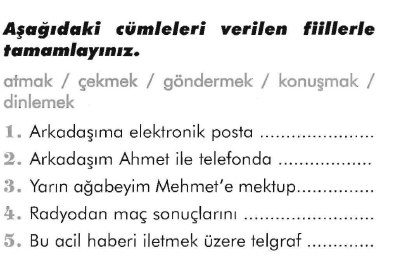 Aşağıdaki cümleleri verilen fiillerle
tamamlayınız.
atmak / çekmek / göndermek / konuşmak /
dinlemek
1. Arkadaşıma elektronik posta ......................
2. Arkadaşım Ahmet ile telefonda ..................
3. Yarın ağabeyim Mehmet'e mektup...............
4. Radyodan maç sonuçlarını .........................
5. Bu acil haberi iletmek üzere telgraf .............